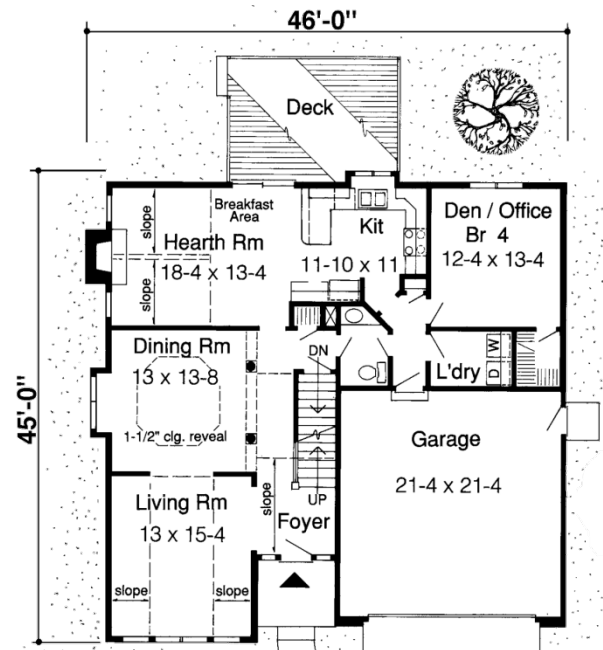 46'-0"
Deck
Breakfast
Area
slope
Hearth Rm
18-4 x 13-4
slope
Kit
11-10 x 11
Den / Office
Br 4
12-4 x 13-4
Dining Rm
13 x 13-8
1-1/2" clg. reveal
DN
W
D
L'dry
45'-0"
Garage
21-4 x 21-4
Living Rm
13 x 15-4
slope
UP
Foyer
slope
slope